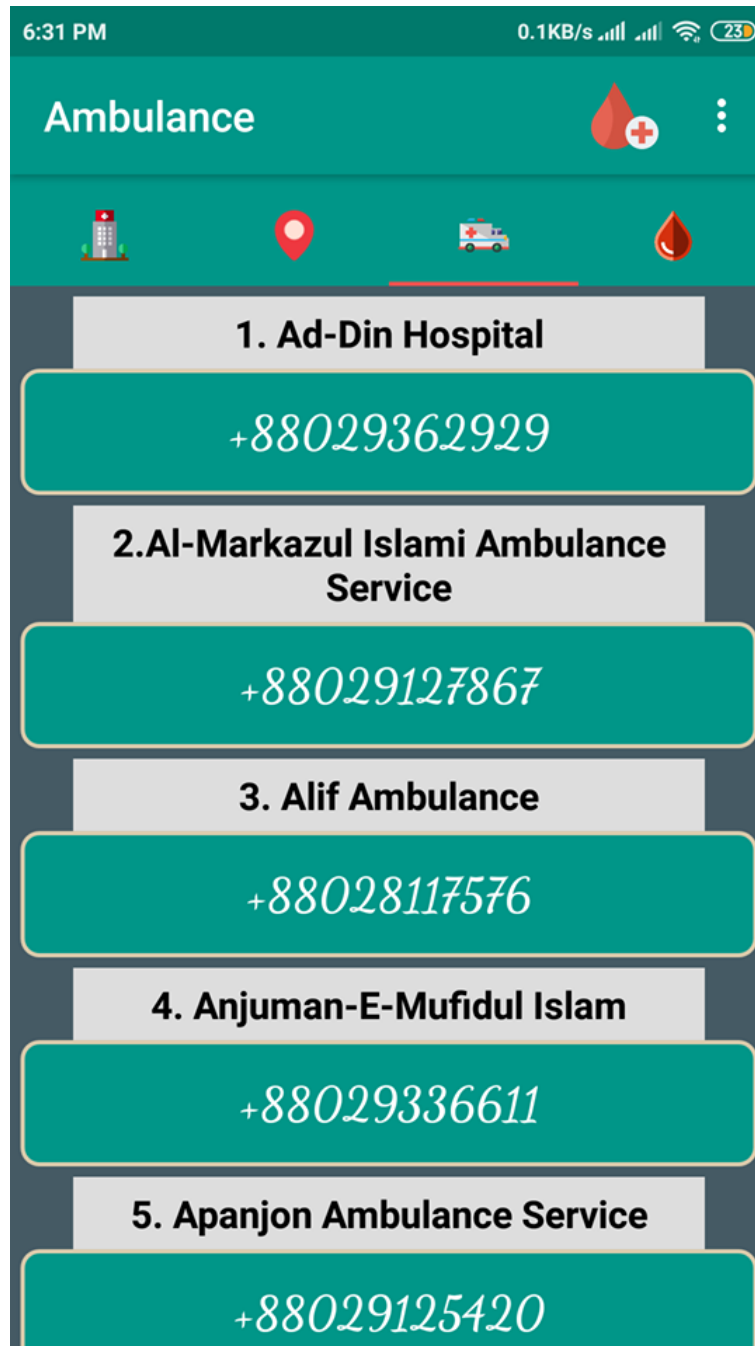 6:31 PM 0.1KB/s 23
Ambulance
1. Ad-Din Hospital
+88029362929
2.Al-Markazul Islami Ambulance
Service
+88029127867
3. Alif Ambulance
+88028117576
4. Anjuman-E-Mufidul Islam
+88029336611
5. Apanjon Ambulance Service
+88029125420